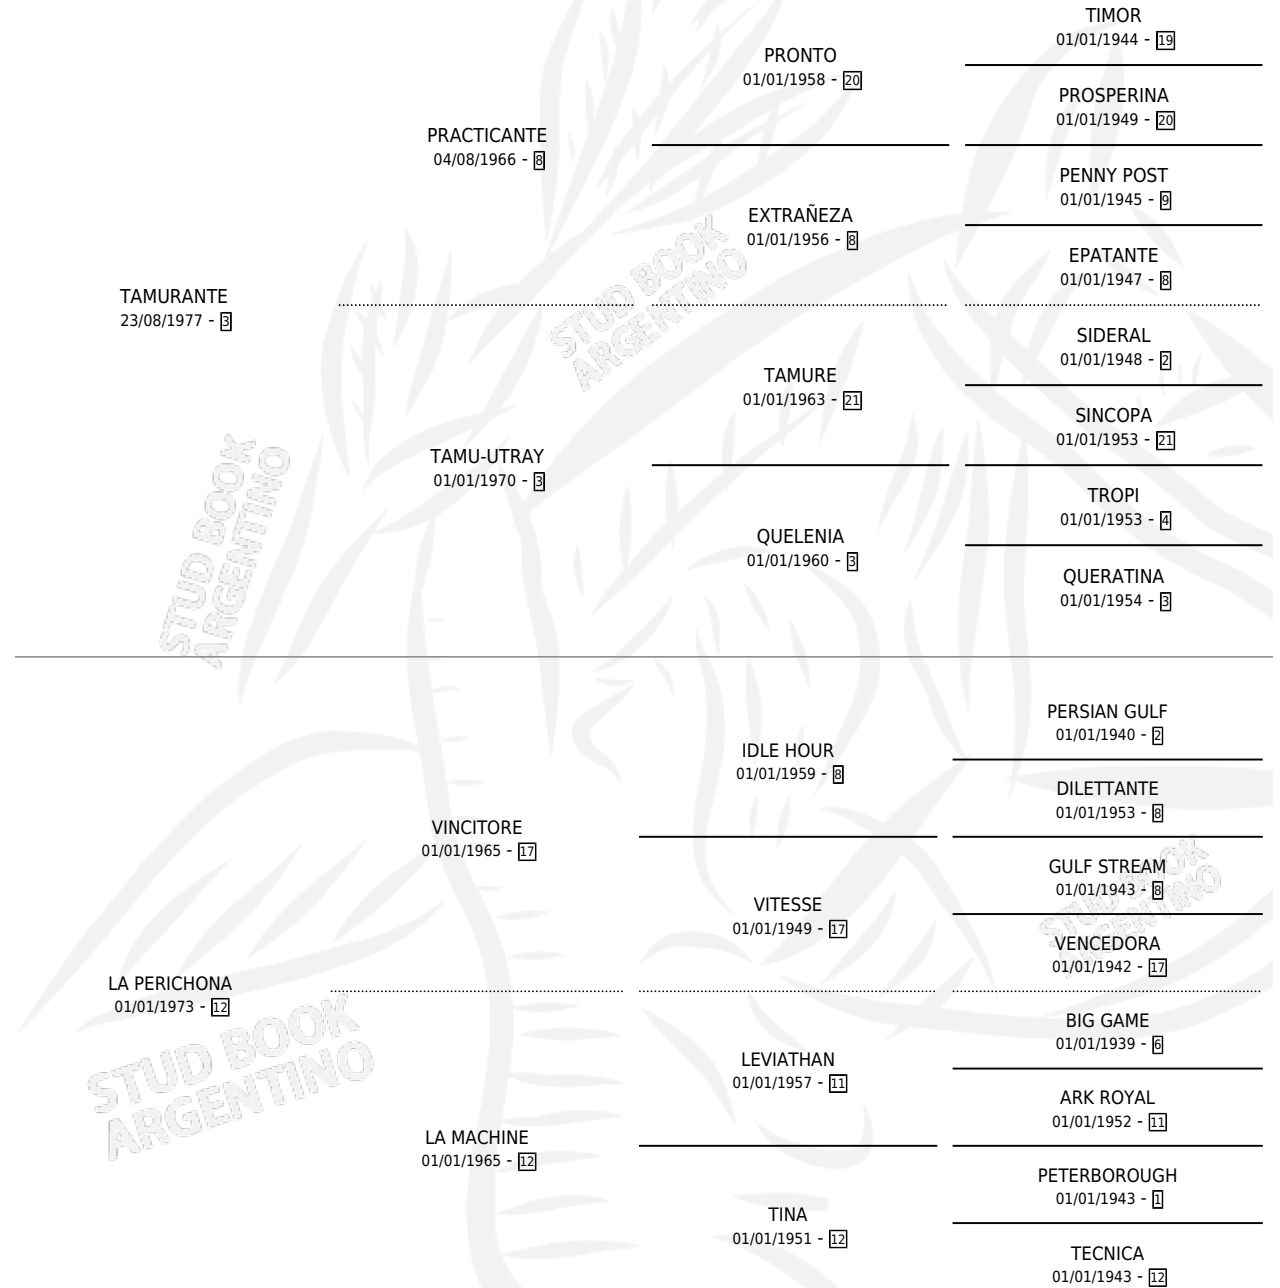 TIMOR
01/01/1944 - 19
PRONTO
01/01/1958 - 20
PROSPERINA
01/01/1949 - 20
PRACTICANTE
04/08/1966 - 8
PENNY POST
01/01/1945 - 9
EXTRAÑEZA
01/01/1956 - 8
EPATANTE
01/01/1947 - 8
TAMURANTE
23/08/1977 - 3
STUD BOOK
ARGENTINO
SIDERAL
01/01/1948 - 2
TAMURE
01/01/1963 - 21
SINCOPA
01/01/1953 - 21
TAMU-UTRAY
01/01/1970 - 3
TROPI
01/01/1953 - 4
QUELENIA
01/01/1960 - 3
QUERATINA
01/01/1954 - 3
STUD BOOK
ARGENTINO
PERSIAN GULF
01/01/1940 - 2
IDLE HOUR
01/01/1959 - 8
DILETTANTE
01/01/1953 - 8
VINCITORE
01/01/1965 - 17
GULF STREAM
01/01/1943 - 8
VITESSE
01/01/1949 - 17
STUD BOOK
ARGENTINO
VENCEDORA
01/01/1942 - 17
LA PERICHONA
01/01/1973 - 12
BIG GAME
01/01/1939 - 6
LEVIATHAN
01/01/1957 - 11
ARK ROYAL
01/01/1952 - 11
STUD BOOK
ARGENTINO
LA MACHINE
01/01/1965 - 12
PETERBOROUGH
01/01/1943 - 1
TINA
01/01/1951 - 12
TECNICA
01/01/1943 - 12